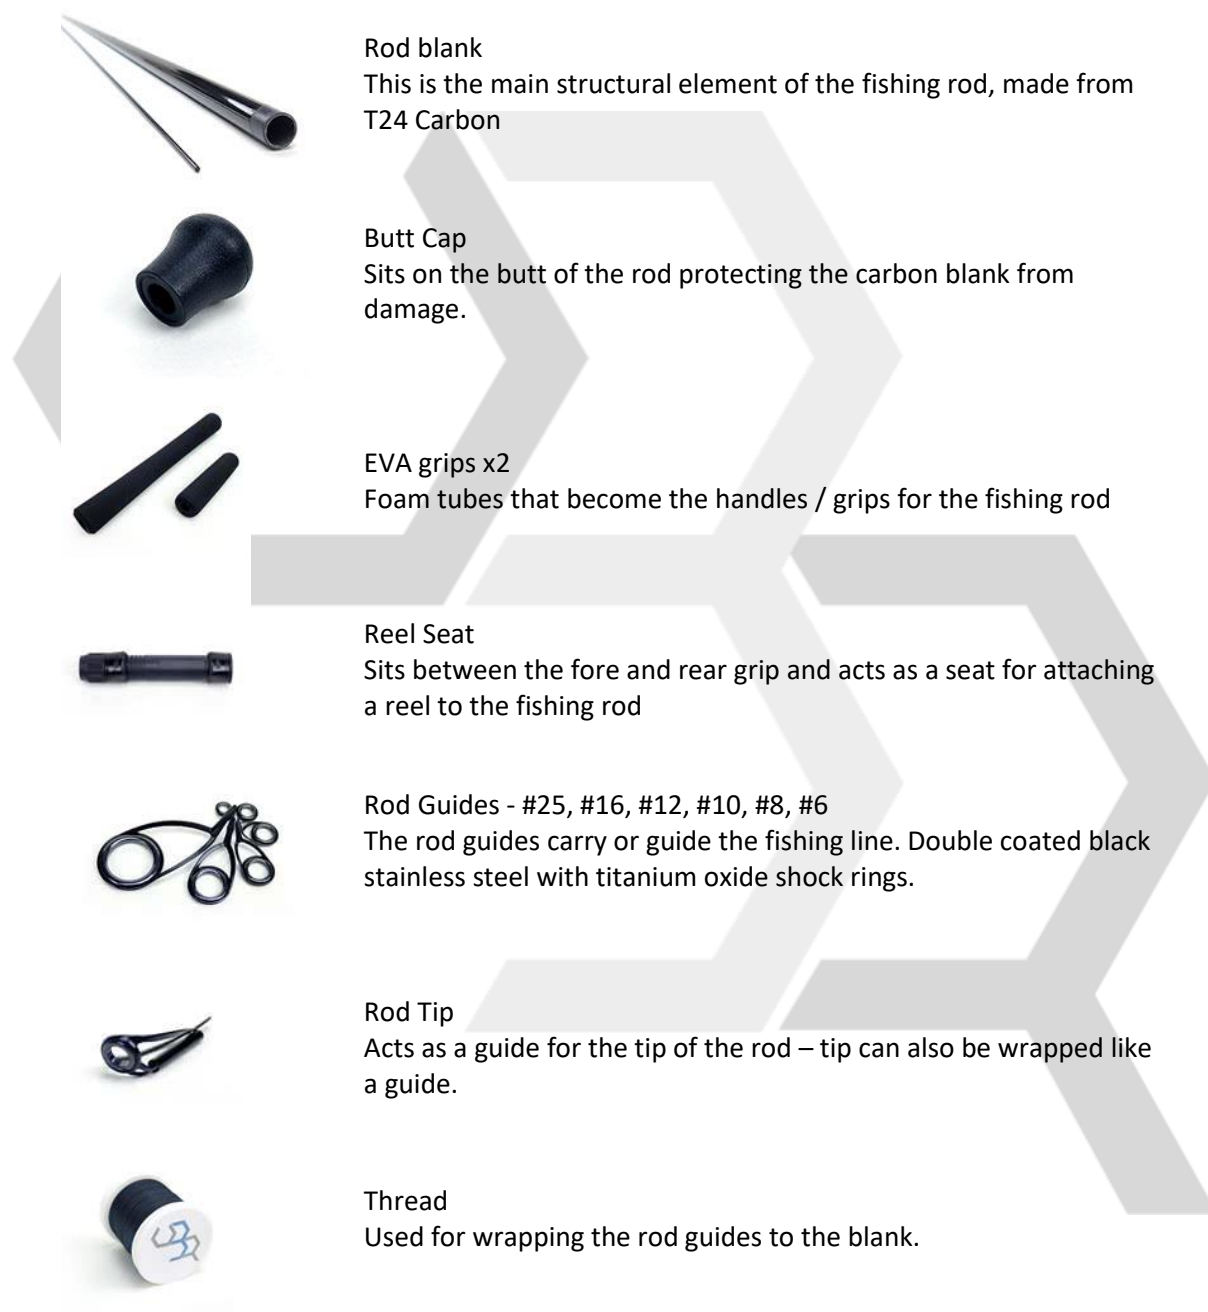 Rod blank
This is the main structural element of the fishing rod, made from
T24 Carbon
Butt Cap
Sits on the butt of the rod protecting the carbon blank from
damage.
EVA grips x2
Foam tubes that become the handles / grips for the fishing rod
Reel Seat
Sits between the fore and rear grip and acts as a seat for attaching
a reel to the fishing rod
Rod Guides - #25, #16, #12, #10, #8, #6
The rod guides carry or guide the fishing line. Double coated black
stainless steel with titanium oxide shock rings.
Rod Tip
Acts as a guide for the tip of the rod – tip can also be wrapped like
a guide.
Thread
Used for wrapping the rod guides to the blank.